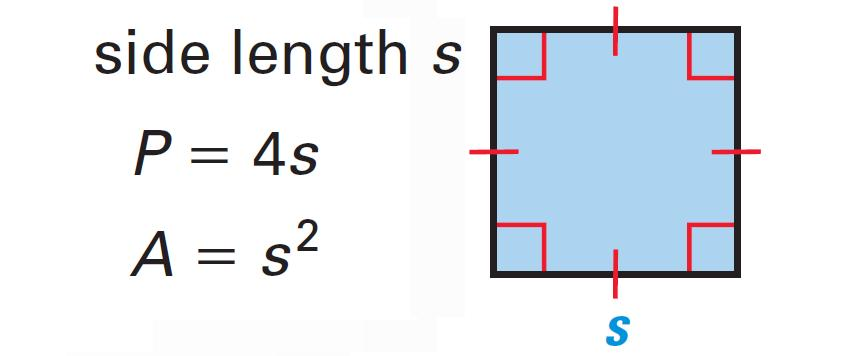 side length s
P = 4s
A = s²
s